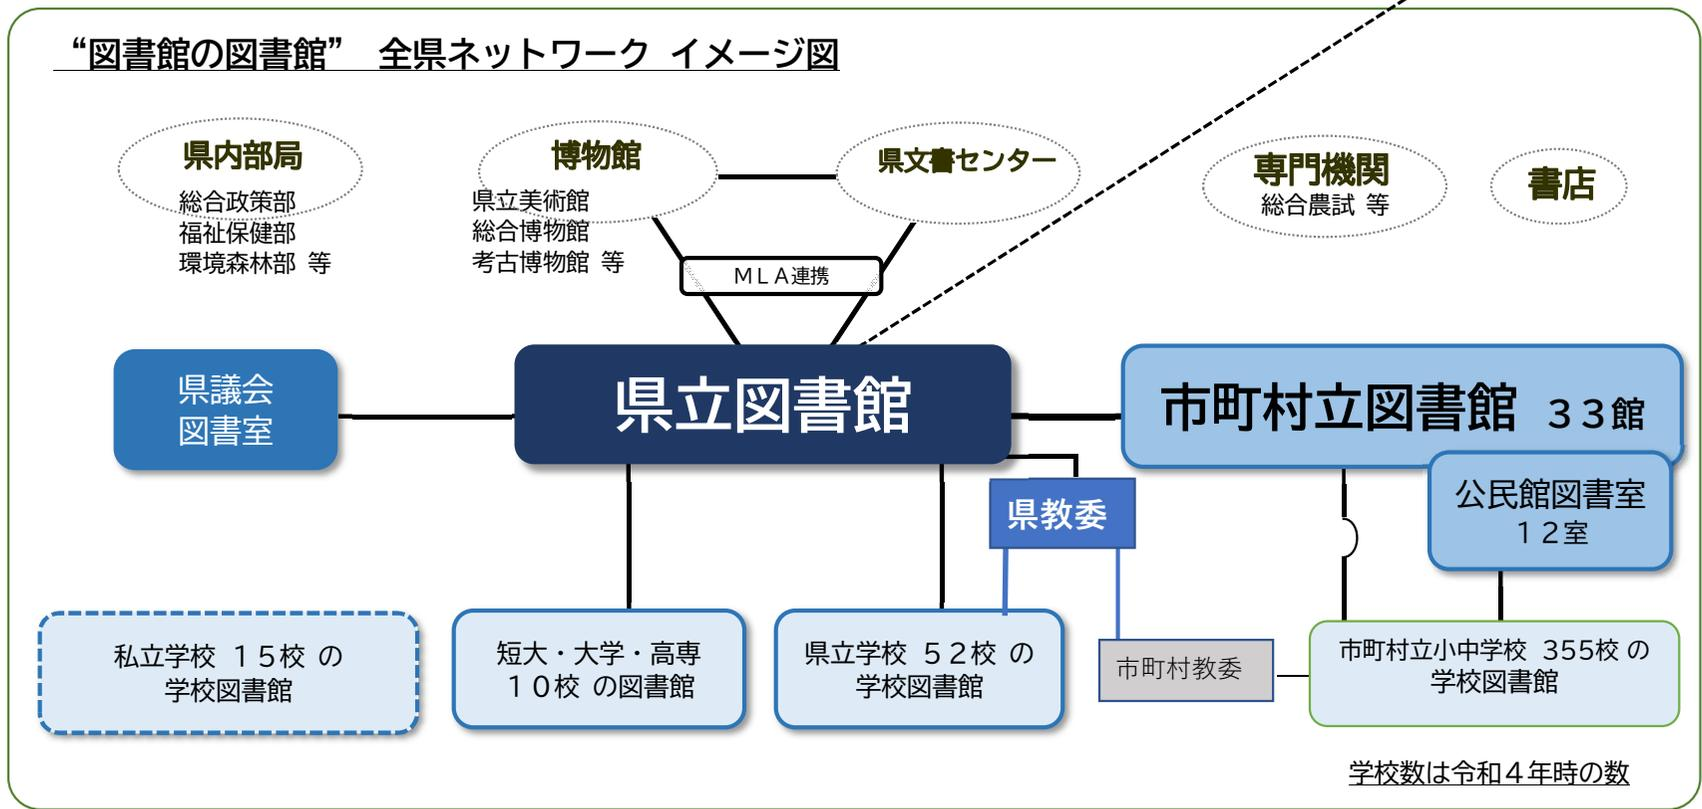 “図書館の図書館” 全県ネットワーク イメージ図
県内部局
総合政策部
福祉保健部
環境森林部 等
博物館
県立美術館
総合博物館
考古博物館 等
県文書センター
専門機関
総合農試 等
書店
ＭＬＡ連携
県議会
図書室
県立図書館
市町村立図書館 ３３館
公民館図書室
１２室
県教委
私立学校 １５校 の
学校図書館
短大・大学・高専
１０校 の図書館
県立学校 ５２校 の
学校図書館
市町村教委
市町村立小中学校 355校 の
学校図書館
学校数は令和４年時の数